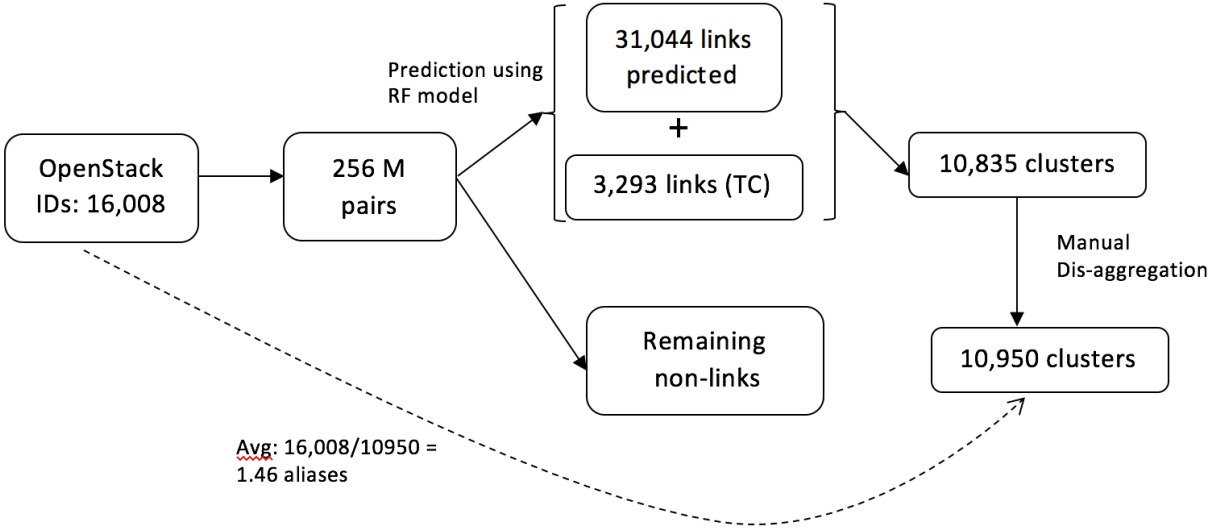 OpenStack
IDs: 16,008
256 M
pairs
Prediction using
RF model
31,044 links
predicted
+
3,293 links (TC)
Remaining
non-links
10,835 clusters
Manual
Dis-aggregation
10,950 clusters
Avg: 16,008/10950 =
1.46 aliases